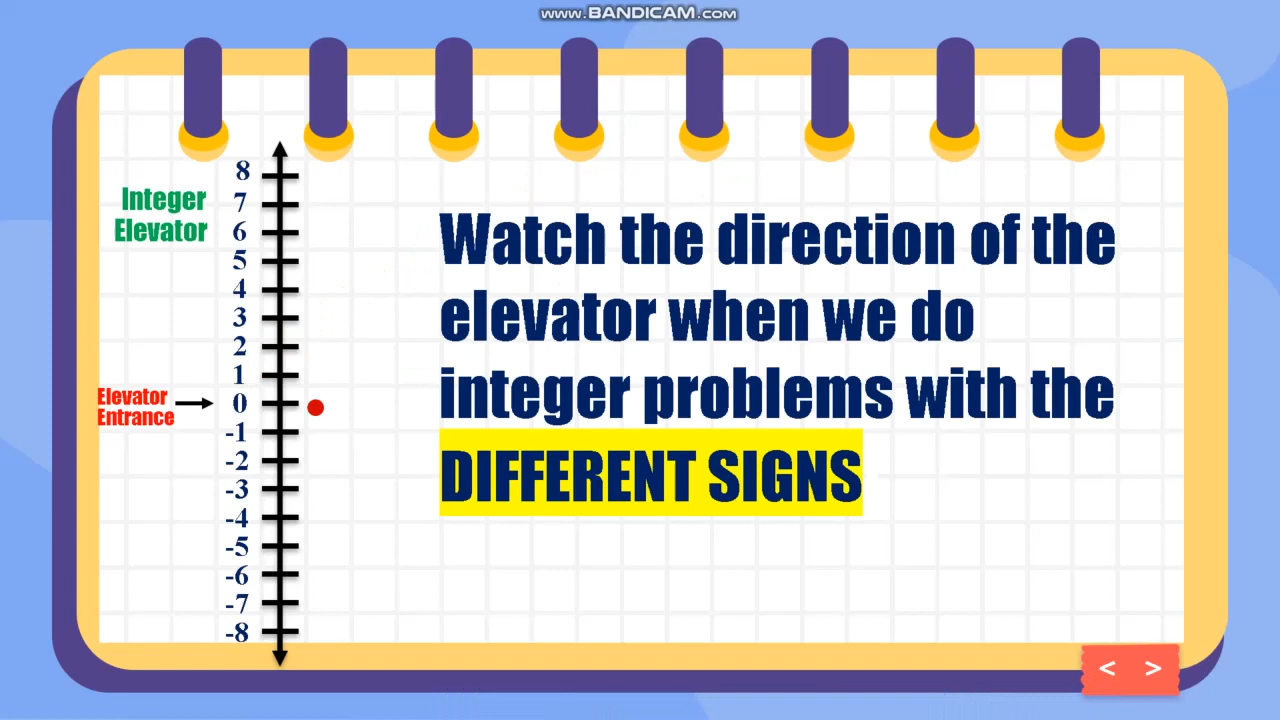 www.BANDICAM.com
Integer
Elevator
8
7
6
5
4
3
2
1
Elevator
Entrance
0
-1
-2
-3
-4
-5
-6
-7
-8
Watch the direction of the
elevator when we do
integer problems with the
DIFFERENT SIGNS
< >